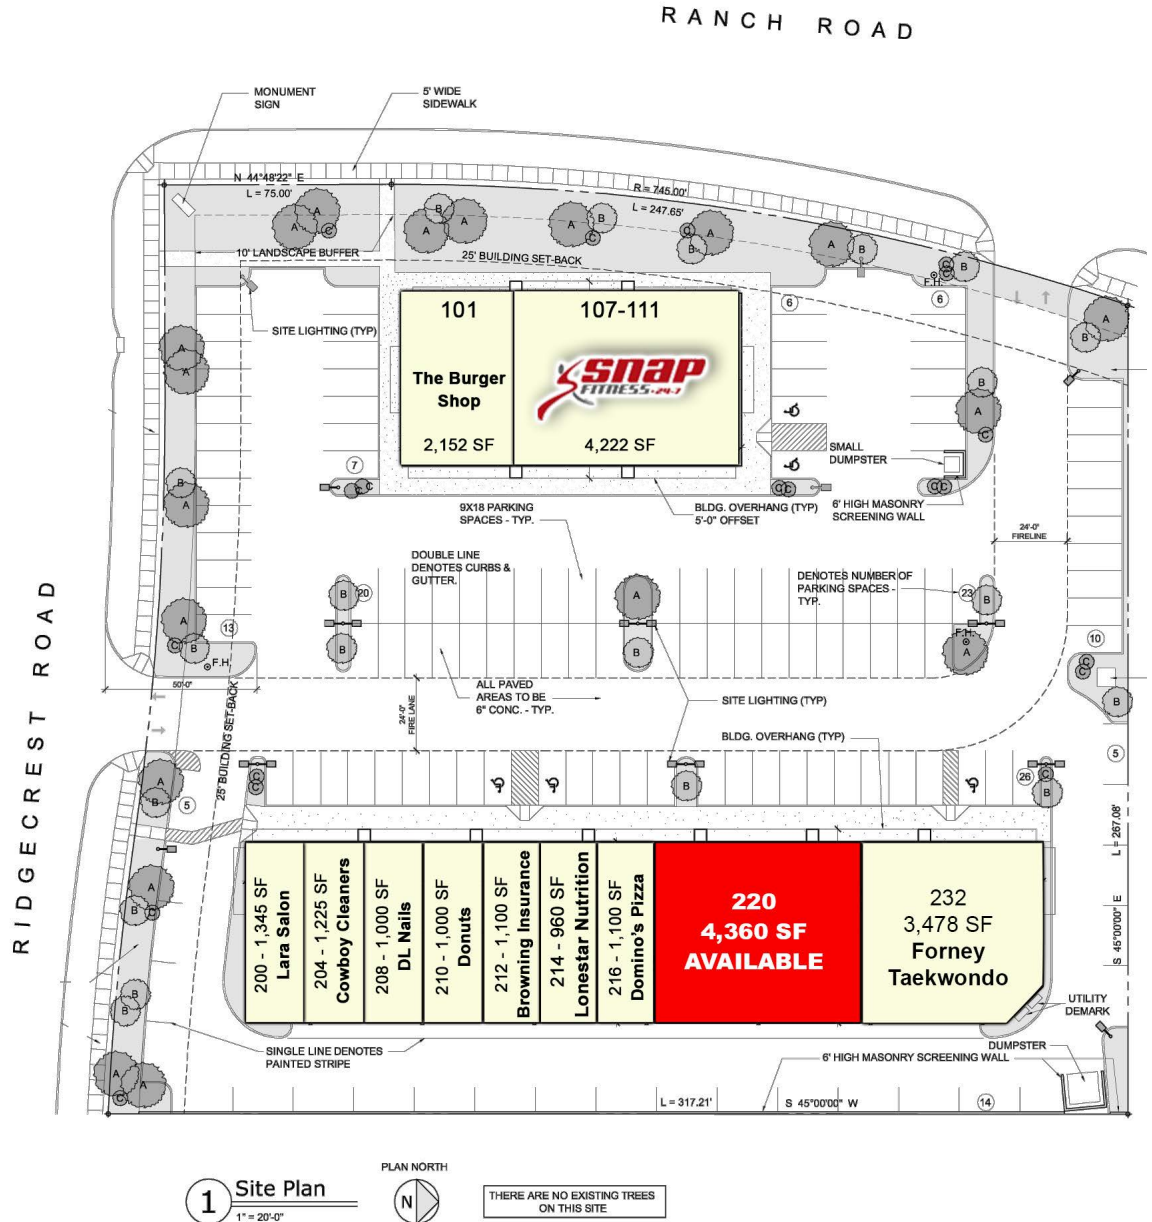 RANCH ROAD
MONUMENT
SIGN
5' WIDE
SIDEWALK
N 44°48'22" E
L = 75.00'
R = 745.00'
L = 247.65'
10' LANDSCAPE BUFFER
25' BUILDING SET-BACK
F.H.
SITE LIGHTING (TYP)
6
6
101
The Burger
Shop
2,152 SF
107-111
SNAP
FITNESS-24-7
4,222 SF
SMALL
DUMPSTER
7
9X18 PARKING
SPACES - TYP.
BLDG. OVERHANG (TYP)
5'-0" OFFSET
6' HIGH MASONRY
SCREENING WALL
24'-0"
FIRELINE
DOUBLE LINE
DENOTES CURBS &
GUTTER.
DENOTES NUMBER OF
PARKING SPACES -
TYP.
20
23
13
10
F.H.
F.H.
50'-0"
25' BUILDING SET-BACK
ALL PAVED
AREAS TO BE
6" CONC. - TYP.
24'-0"
FIRE LANE
SITE LIGHTING (TYP)
BLDG. OVERHANG (TYP)
RIDGECREST ROAD
5
26
5
L = 267.08'
S 45°00'00" E
200 - 1,345 SF
Lara Salon
204 - 1,225 SF
Cowboy Cleaners
208 - 1,000 SF
DL Nails
210 - 1,000 SF
Donuts
212 - 1,100 SF
Browning Insurance
214 - 960 SF
Lonestar Nutrition
216 - 1,100 SF
Domino's Pizza
220
4,360 SF
AVAILABLE
232
3,478 SF
Forney
Taekwondo
UTILITY
DEMARK
SINGLE LINE DENOTES
PAINTED STRIPE
DUMPSTER
6' HIGH MASONRY SCREENING WALL
L = 317.21'
S 45°00'00" W
14
1
Site Plan
1" = 20'-0"
PLAN NORTH
N
THERE ARE NO EXISTING TREES
ON THIS SITE